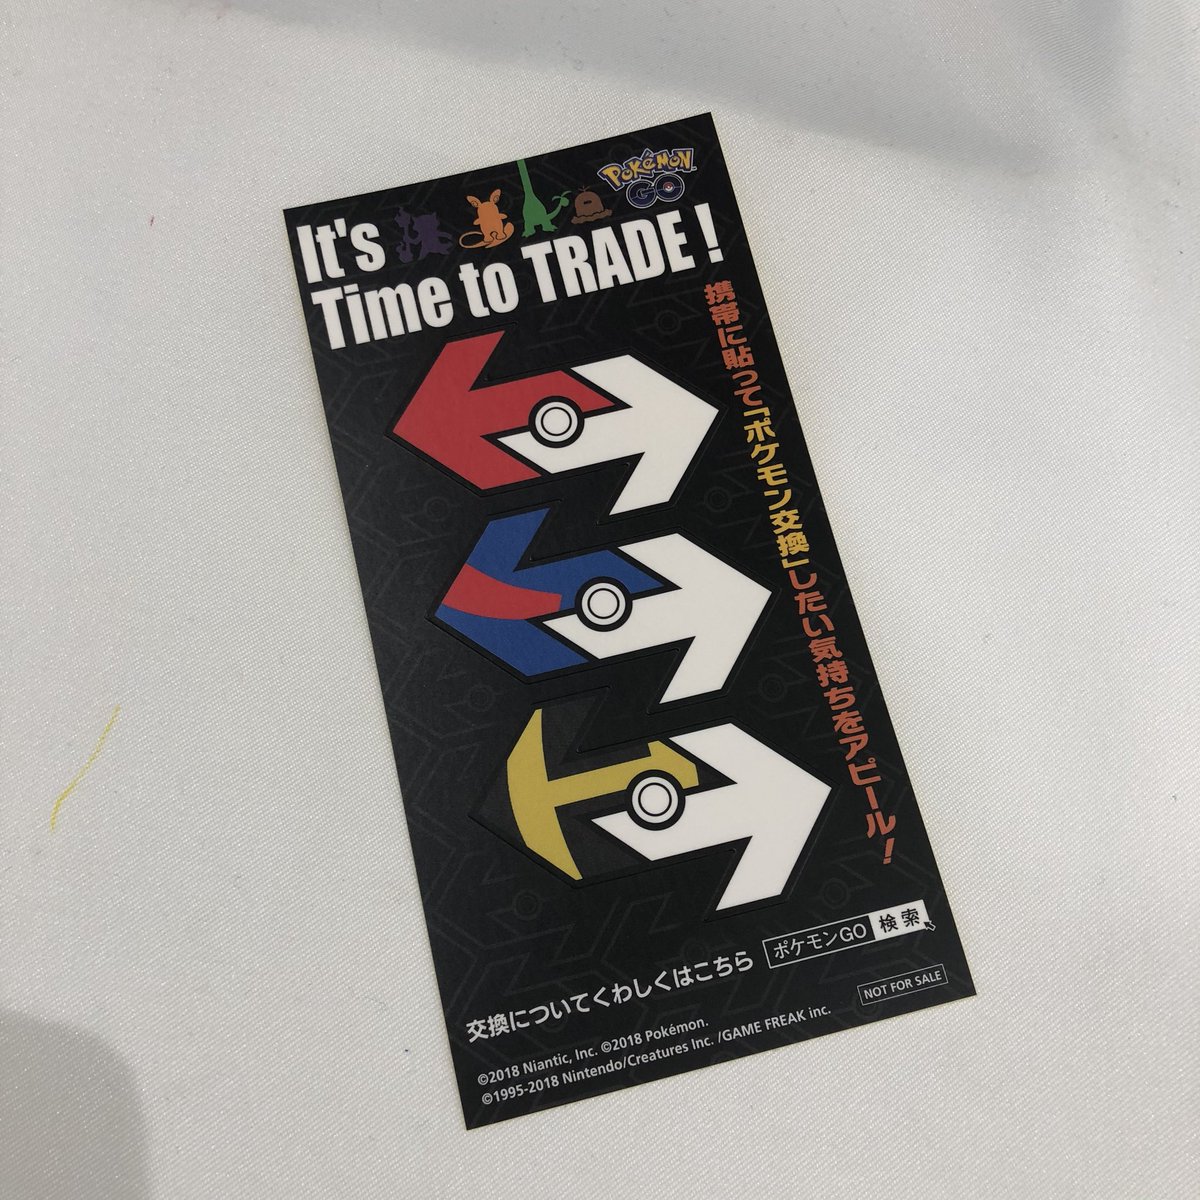 Pokémon GO
It's
Time to TRADE !
携帯に貼って「ポケモン交換」したい気持ちをアピール！
交換についてくわしくはこちら ポケモンGO 検索
NOT FOR SALE
©2018 Niantic, Inc. ©2018 Pokémon.
©1995-2018 Nintendo/Creatures Inc. /GAME FREAK inc.